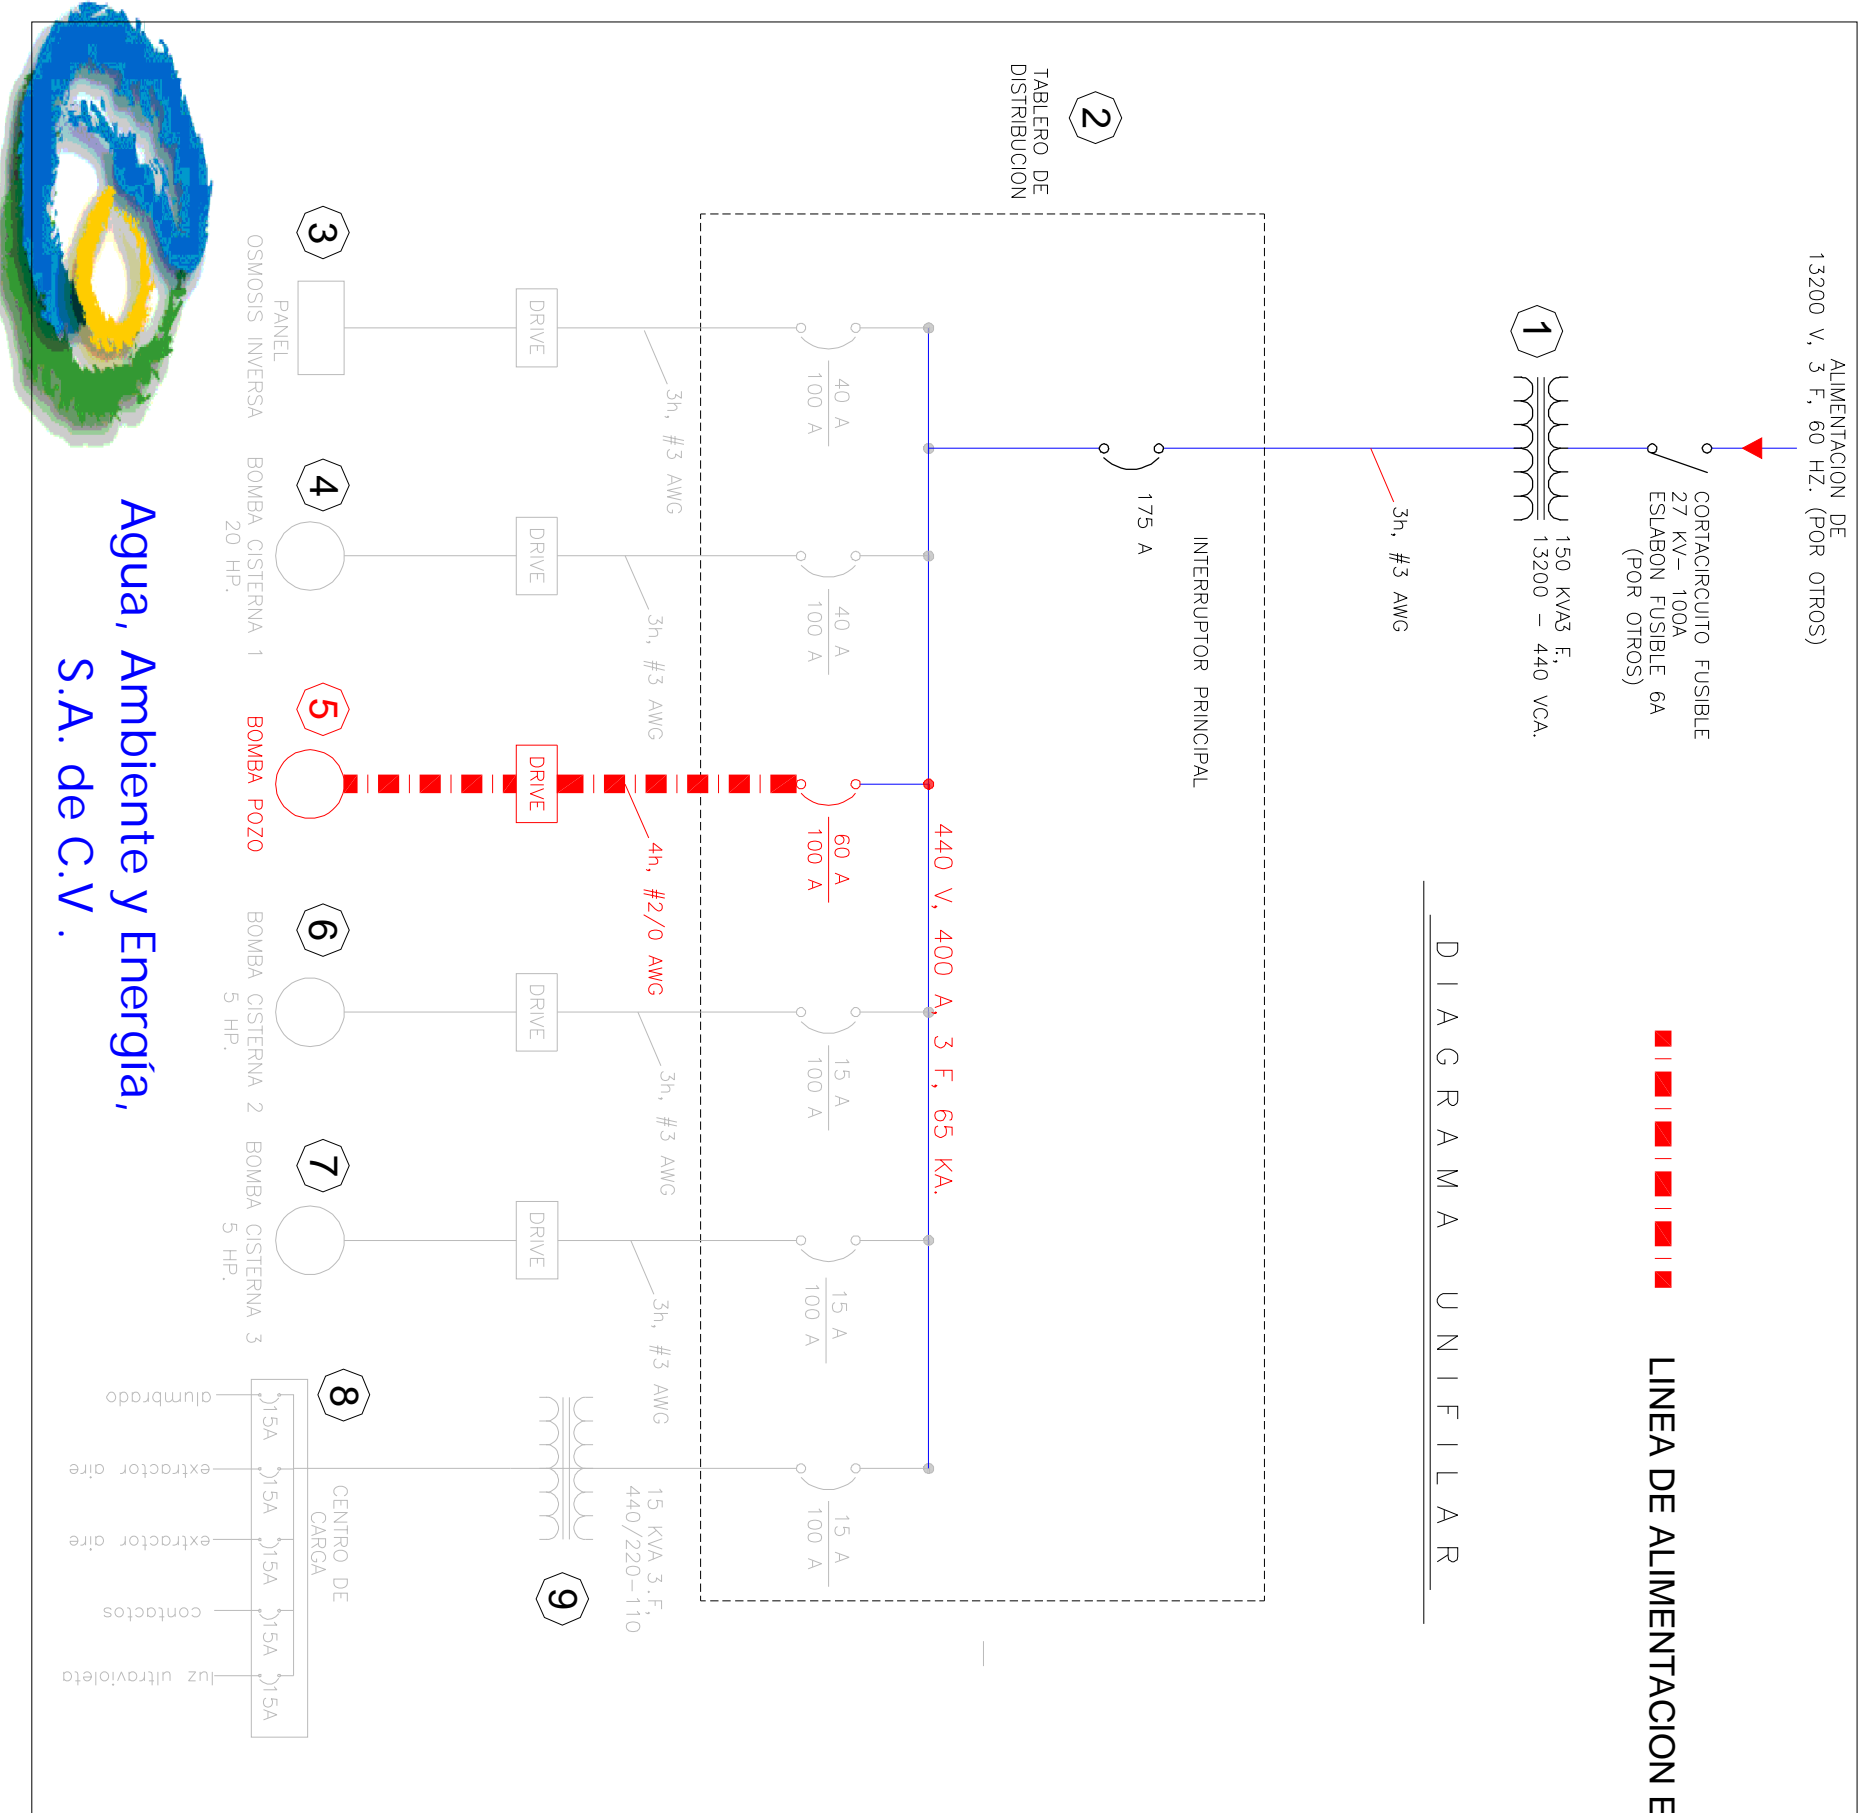 ALIMENTACION DE
13200 V, 3 F, 60 HZ. (POR OTROS)
CORTACIRCUITO FUSIBLE
27 KV- 100A
ESLABON FUSIBLE 6A
(POR OTROS)
1
150 KVA3 F,
13200 - 440 VCA.
3h, #3 AWG
LINEA DE ALIMENTACION E
DIAGRAMA UNIFILAR
2
TABLERO DE
DISTRIBUCION
INTERRUPTOR PRINCIPAL
175 A
440 V, 400 A, 3 F, 65 KA.
40 A
100 A
40 A
100 A
60 A
100 A
15 A
100 A
15 A
100 A
15 A
100 A
3h, #3 AWG
3h, #3 AWG
4h, #2/0 AWG
3h, #3 AWG
3h, #3 AWG
15 KVA 3.F,
440/220-110
9
DRIVE
DRIVE
DRIVE
DRIVE
DRIVE
3
4
5
6
7
8
PANEL
OSMOSIS INVERSA
BOMBA CISTERNA 1
20 HP.
BOMBA POZO
BOMBA CISTERNA 2
5 HP.
BOMBA CISTERNA 3
5 HP.
CENTRO DE
CARGA
15A
15A
15A
15A
15A
alumbrado
extractor aire
extractor aire
contactos
luz ultravioleta
Agua, Ambiente y Energía,
S.A. de C.V .